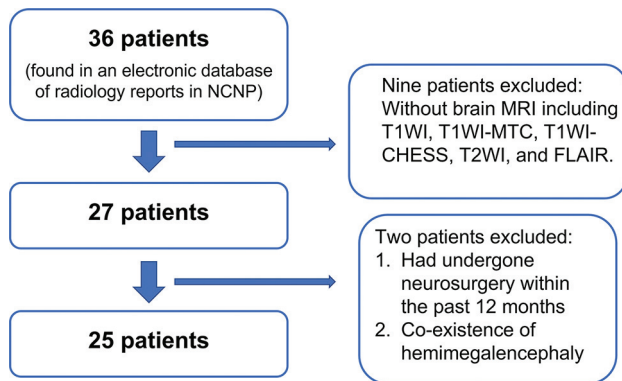 36 patients
(found in an electronic database
of radiology reports in NCNP)
Nine patients excluded:
Without brain MRI including
T1WI, T1WI-MTC, T1WI-
CHESS, T2WI, and FLAIR.
27 patients
Two patients excluded:
1. Had undergone
neurosurgery within
the past 12 months
2. Co-existence of
hemimegalencephaly
25 patients